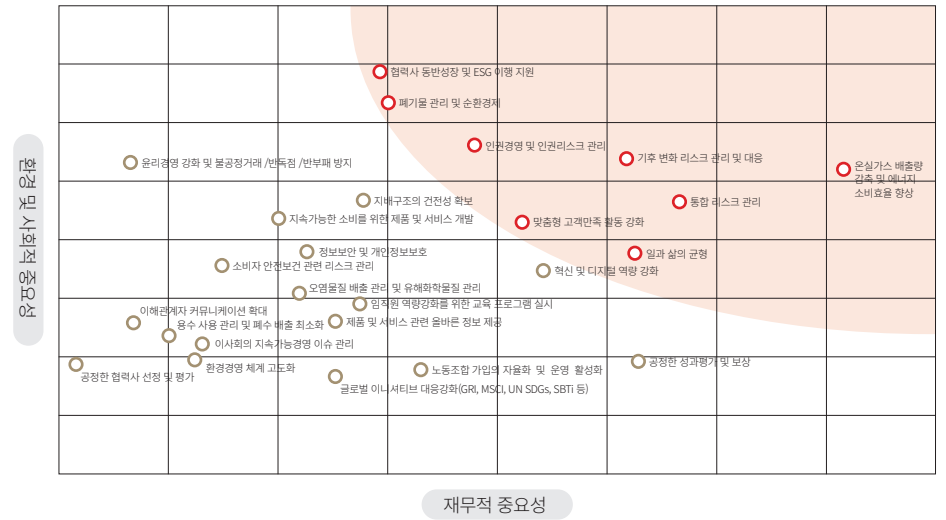 협력사 동반성장 및 ESG 이행 지원
폐기물 관리 및 순환경제
인권경영 및 인권리스크 관리
기후 변화 리스크 관리 및 대응
윤리경영 강화 및 불공정거래 /반독점 /반부패 방지
온실가스 배출량
감축 및 에너지
소비효율 향상
지배구조의 건전성 확보
통합 리스크 관리
지속가능한 소비를 위한 제품 및 서비스 개발
맞춤형 고객만족 활동 강화
정보보안 및 개인정보보호
일과 삶의 균형
소비자 안전보건 관련 리스크 관리
혁신 및 디지털 역량 강화
오염물질 배출 관리 및 유해화학물질 관리
임직원 역량강화를 위한 교육 프로그램 실시
이해관계자 커뮤니케이션 확대
제품 및 서비스 관련 올바른 정보 제공
용수 사용 관리 및 폐수 배출 최소화
이사회의 지속가능경영 이슈 관리
환경경영 체계 고도화
공정한 협력사 선정 및 평가
노동조합 가입의 자율화 및 운영 활성화
공정한 성과평가 및 보상
글로벌 이니셔티브 대응강화(GRI, MSCI, UN SDGs, SBTi 등)
환경 및 사회적 중요성
재무적 중요성